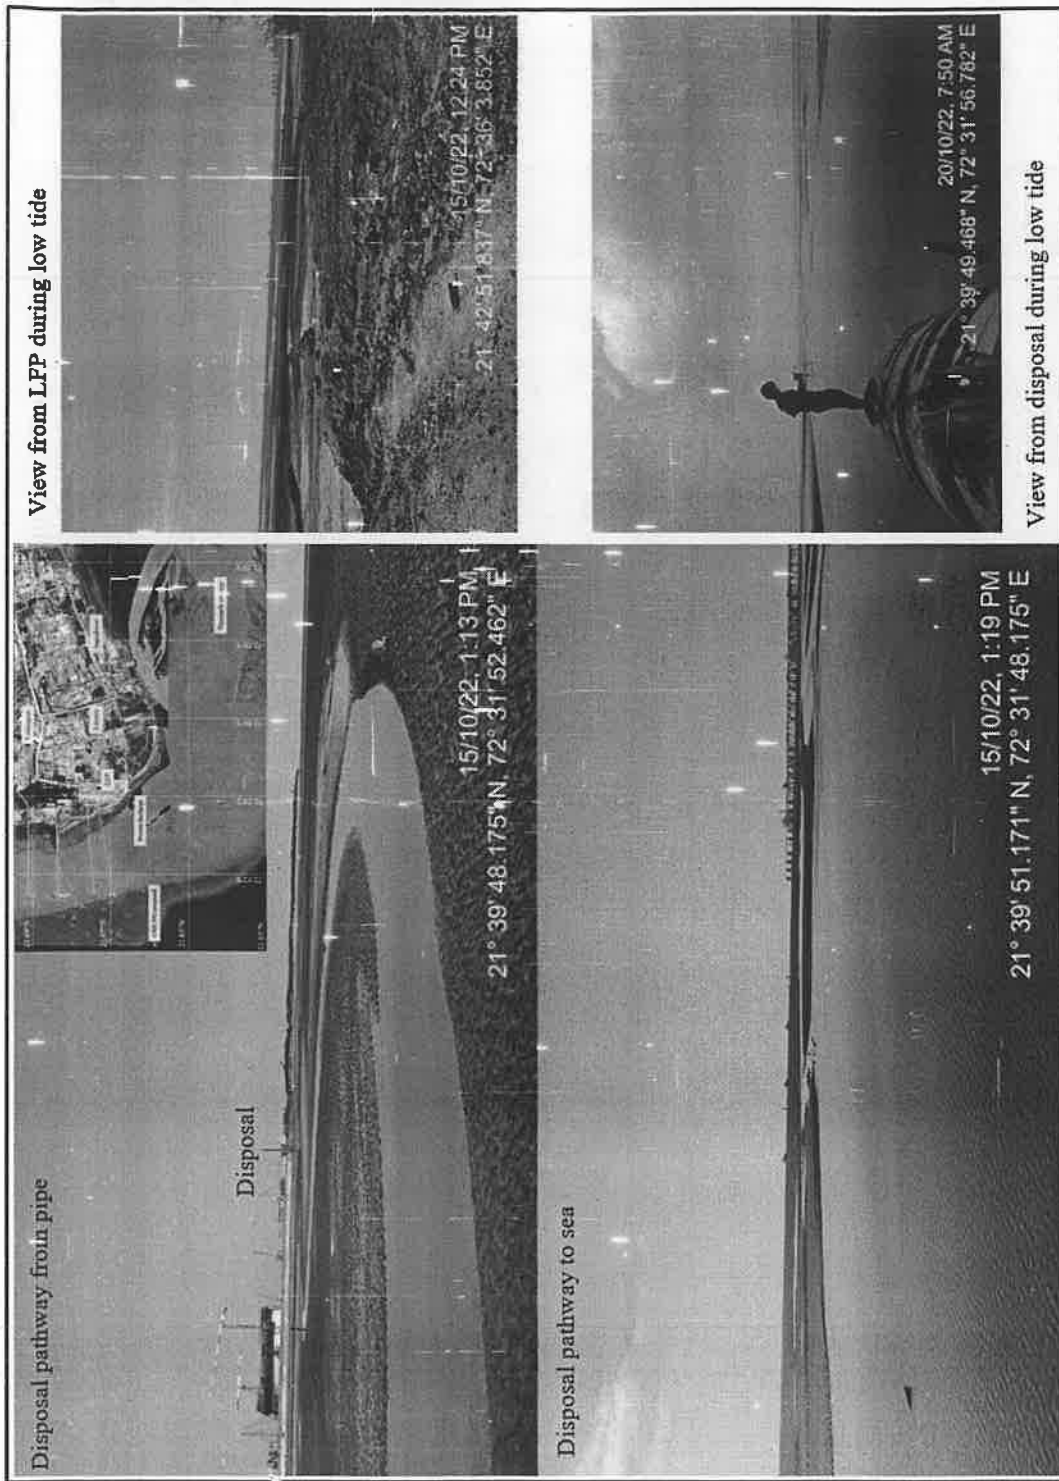 Disposal pathway from pipe
Disposal
15/10/22, 1:13 PM
21° 39' 48.175" N, 72° 31' 52.462" E
View from LFP during low tide
15/10/22, 12:24 PM
21° 42' 51.837" N, 72° 36' 3.852" E
Disposal pathway to sea
15/10/22, 1:19 PM
21° 39' 51.171" N, 72° 31' 48.175" E
20/10/22, 7:50 AM
21° 39' 49.468" N, 72° 31' 56.782" E
View from disposal during low tide